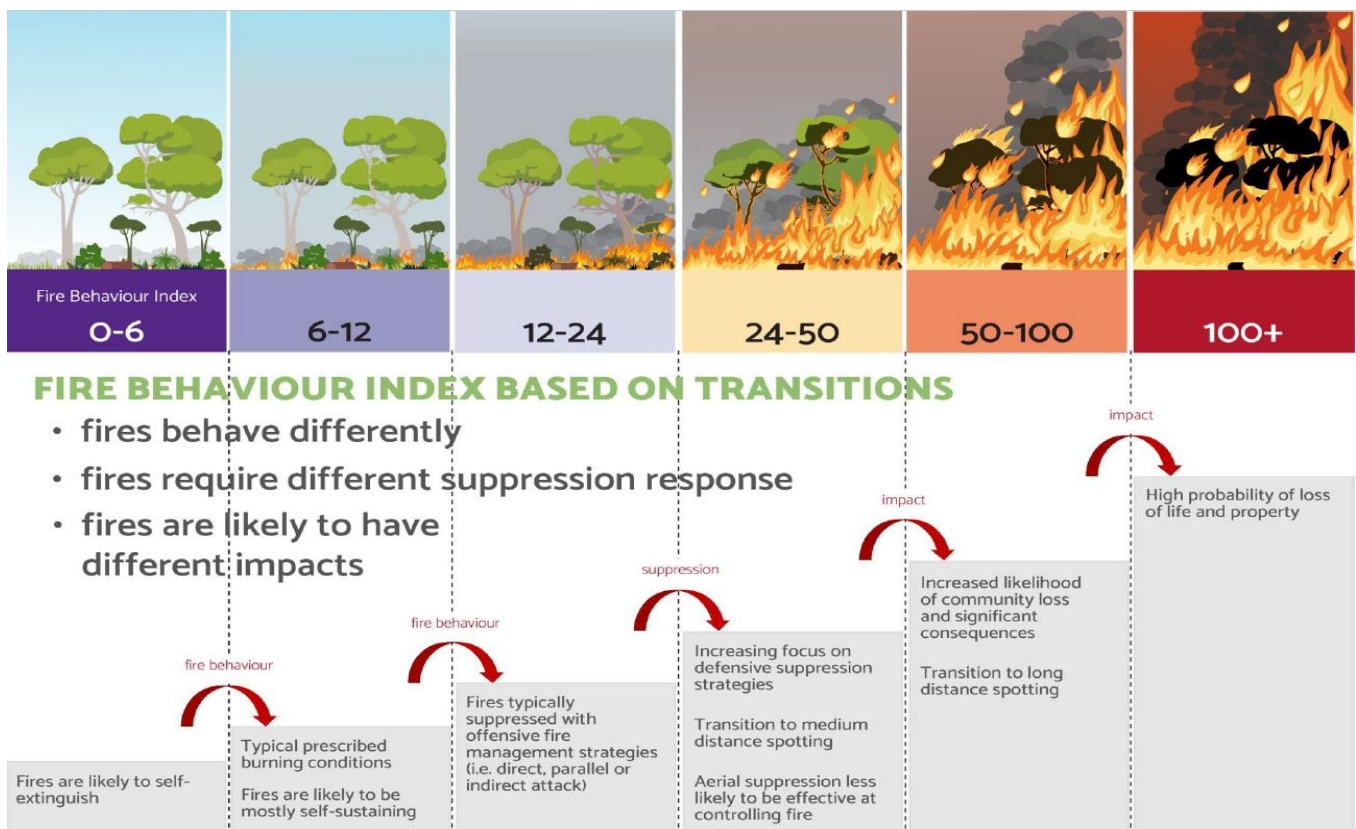 Fire Behaviour Index
0-6
6-12
12-24
24-50
50-100
100+
FIRE BEHAVIOUR INDEX BASED ON TRANSITIONS
• fires behave differently
• fires require different suppression response
• fires are likely to have
different impacts
fire behaviour
fire behaviour
suppression
impact
impact
Fires are likely to self-
extinguish
Typical prescribed
burning conditions
Fires are likely to be
mostly self-sustaining
Fires typically
suppressed with
offensive fire
management strategies
(i.e. direct, parallel or
indirect attack)
Increasing focus on
defensive suppression
strategies
Transition to medium
distance spotting
Aerial suppression less
likely to be effective at
controlling fire
Increased likelihood
of community loss
and significant
consequences
Transition to long
distance spotting
High probability of loss
of life and property